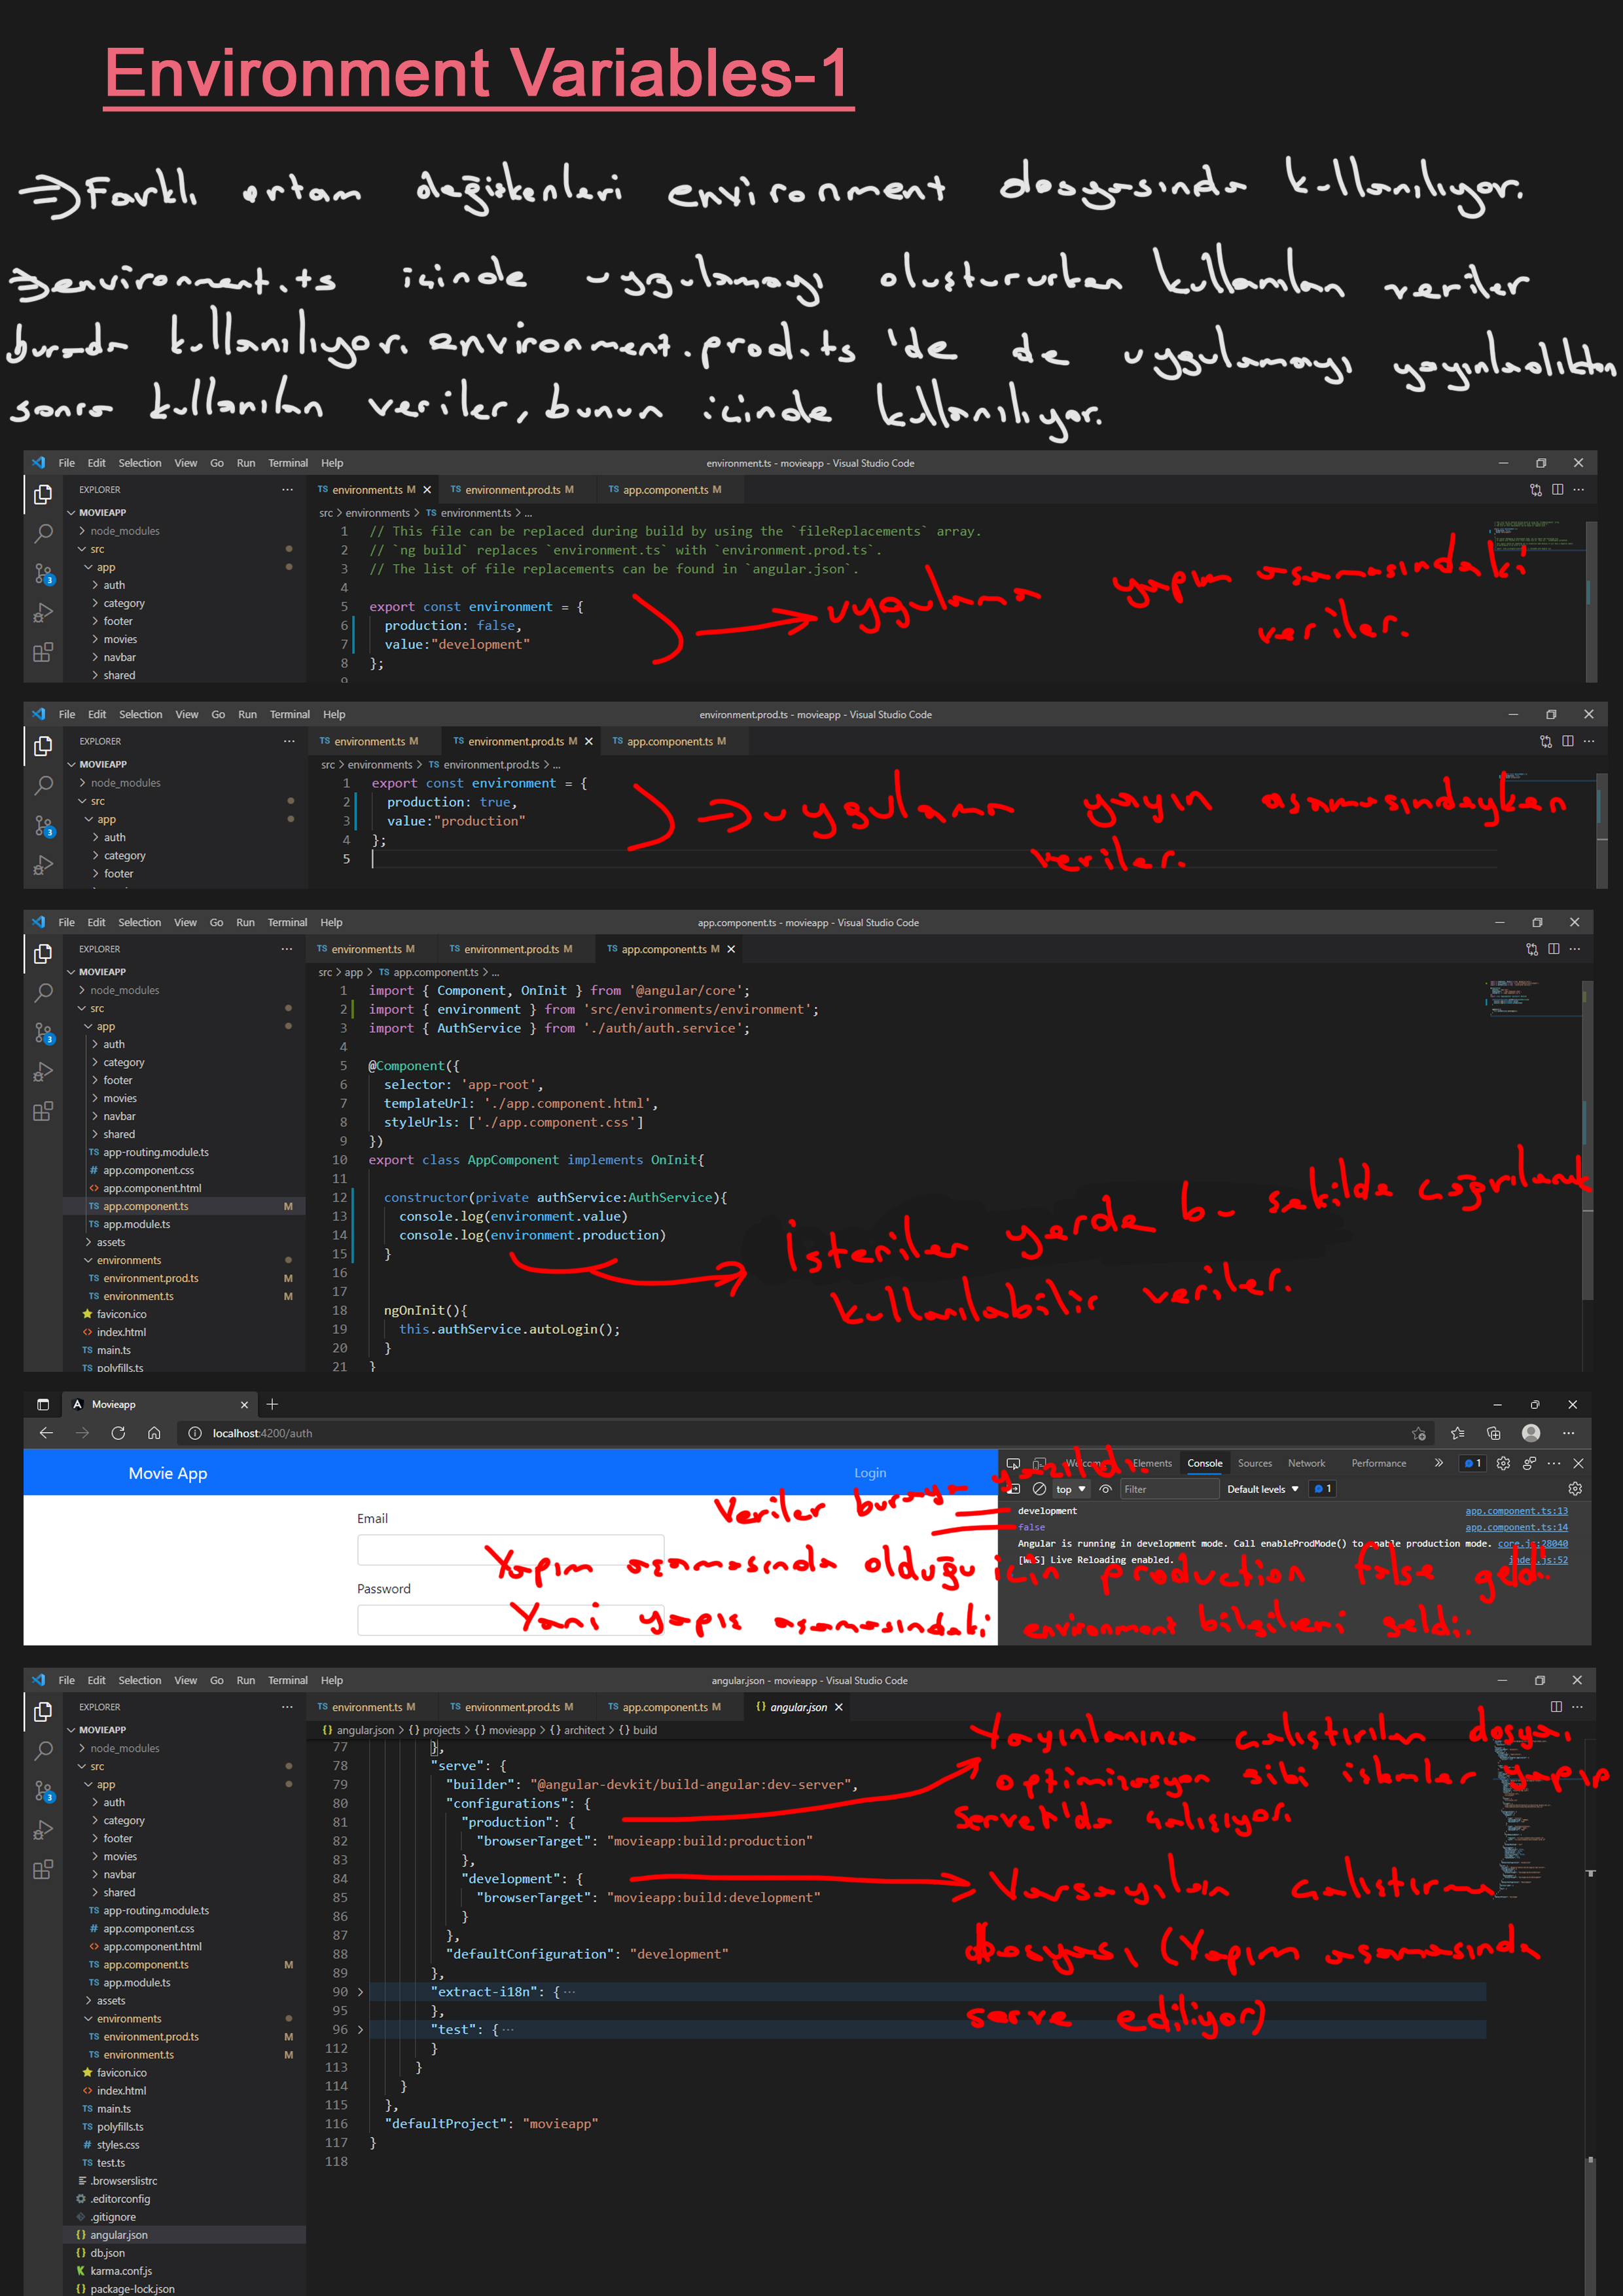 Environment Variables-1
=> Farklı ortam değişkenleri environment dosyasında kullanılıyor.
=> environment.ts içinde uygulamayı oluştururken kullanılan veriler
burada kullanılıyor. environment.prod.ts 'de de uygulamayı yayınladıktan
sonra kullanılan veriler, bunun içinde kullanılıyor.
File Edit Selection View Go Run Terminal Help environment.ts - movieapp - Visual Studio Code
EXPLORER ··· TS environment.ts M TS environment.prod.ts M TS app.component.ts M
MOVIEAPP
src > environments > TS environment.ts > ...
node_modules
src
app
auth
category
footer
movies
navbar
shared
1 // This file can be replaced during build by using the `fileReplacements` array.
2 // `ng build` replaces `environment.ts` with `environment.prod.ts`.
3 // The list of file replacements can be found in `angular.json`.
4
5 export const environment = {
6 production: false,
7 value:"development"
8 };
9
uygulama yapım aşamasındaki
veriler.
File Edit Selection View Go Run Terminal Help environment.prod.ts - movieapp - Visual Studio Code
EXPLORER ··· TS environment.ts M TS environment.prod.ts M TS app.component.ts M
MOVIEAPP
src > environments > TS environment.prod.ts > ...
node_modules
src
app
auth
category
footer
1 export const environment = {
2 production: true,
3 value:"production"
4 };
5
=> uygulama yayın aşamasındayken
veriler.
File Edit Selection View Go Run Terminal Help app.component.ts - movieapp - Visual Studio Code
EXPLORER ··· TS environment.ts M TS environment.prod.ts M TS app.component.ts M
MOVIEAPP
src > app > TS app.component.ts > ...
node_modules
src
app
auth
category
footer
movies
navbar
shared
TS app-routing.module.ts
# app.component.css
<> app.component.html
TS app.component.ts M
TS app.module.ts
assets
environments
TS environment.prod.ts M
TS environment.ts M
favicon.ico
<> index.html
TS main.ts
TS polyfills.ts
1 import { Component, OnInit } from '@angular/core';
2 import { environment } from 'src/environments/environment';
3 import { AuthService } from './auth/auth.service';
4
5 @Component({
6 selector: 'app-root',
7 templateUrl: './app.component.html',
8 styleUrls: ['./app.component.css']
9 })
10 export class AppComponent implements OnInit{
11
12 constructor(private authService:AuthService){
13 console.log(environment.value)
14 console.log(environment.production)
15 }
16
17
18 ngOnInit(){
19 this.authService.autoLogin();
20 }
21 }
İsterilen yerde bu şekilde çağrılarak
kullanılabilir veriler.
Movieapp
localhost:4200/auth
Movie App Login
Email
Password
Welcome Elements Console Sources Network Performance 1
top Filter Default levels 1
development app.component.ts:13
false app.component.ts:14
Angular is running in development mode. Call enableProdMode() to enable production mode. core.js:28040
[WDS] Live Reloading enabled. index.js:52
Veriler buraya yazıldı.
Yapım aşamasında olduğu için production false geldi.
Yani yapış aşamasındaki environment bilgileri geldi.
File Edit Selection View Go Run Terminal Help angular.json - movieapp - Visual Studio Code
EXPLORER ··· TS environment.ts M TS environment.prod.ts M TS app.component.ts M {} angular.json
MOVIEAPP
{} angular.json > {} projects > {} movieapp > {} architect > {} build
node_modules
src
app
auth
category
footer
movies
navbar
shared
TS app-routing.module.ts
# app.component.css
<> app.component.html
TS app.component.ts M
TS app.module.ts
assets
environments
TS environment.prod.ts M
TS environment.ts M
favicon.ico
<> index.html
TS main.ts
TS polyfills.ts
# styles.css
TS test.ts
.browserslistrc
.editorconfig
.gitignore
{} angular.json
{} db.json
karma.conf.js
{} package-lock.json
77 },
78 "serve": {
79 "builder": "@angular-devkit/build-angular:dev-server",
80 "configurations": {
81 "production": {
82 "browserTarget": "movieapp:build:production"
83 },
84 "development": {
85 "browserTarget": "movieapp:build:development"
86 }
87 },
88 "defaultConfiguration": "development"
89 },
90 "extract-i18n": { ···
95 },
96 "test": { ···
112 }
113 }
114 }
115 },
116 "defaultProject": "movieapp"
117 }
118
Yayınlanınca çalıştırılan dosya,
optimizasyon gibi işlemler yapıp
server'da çalışıyor.
Varsayılan çalıştırma
dosyası, (Yapım aşamasında
serve ediliyor)